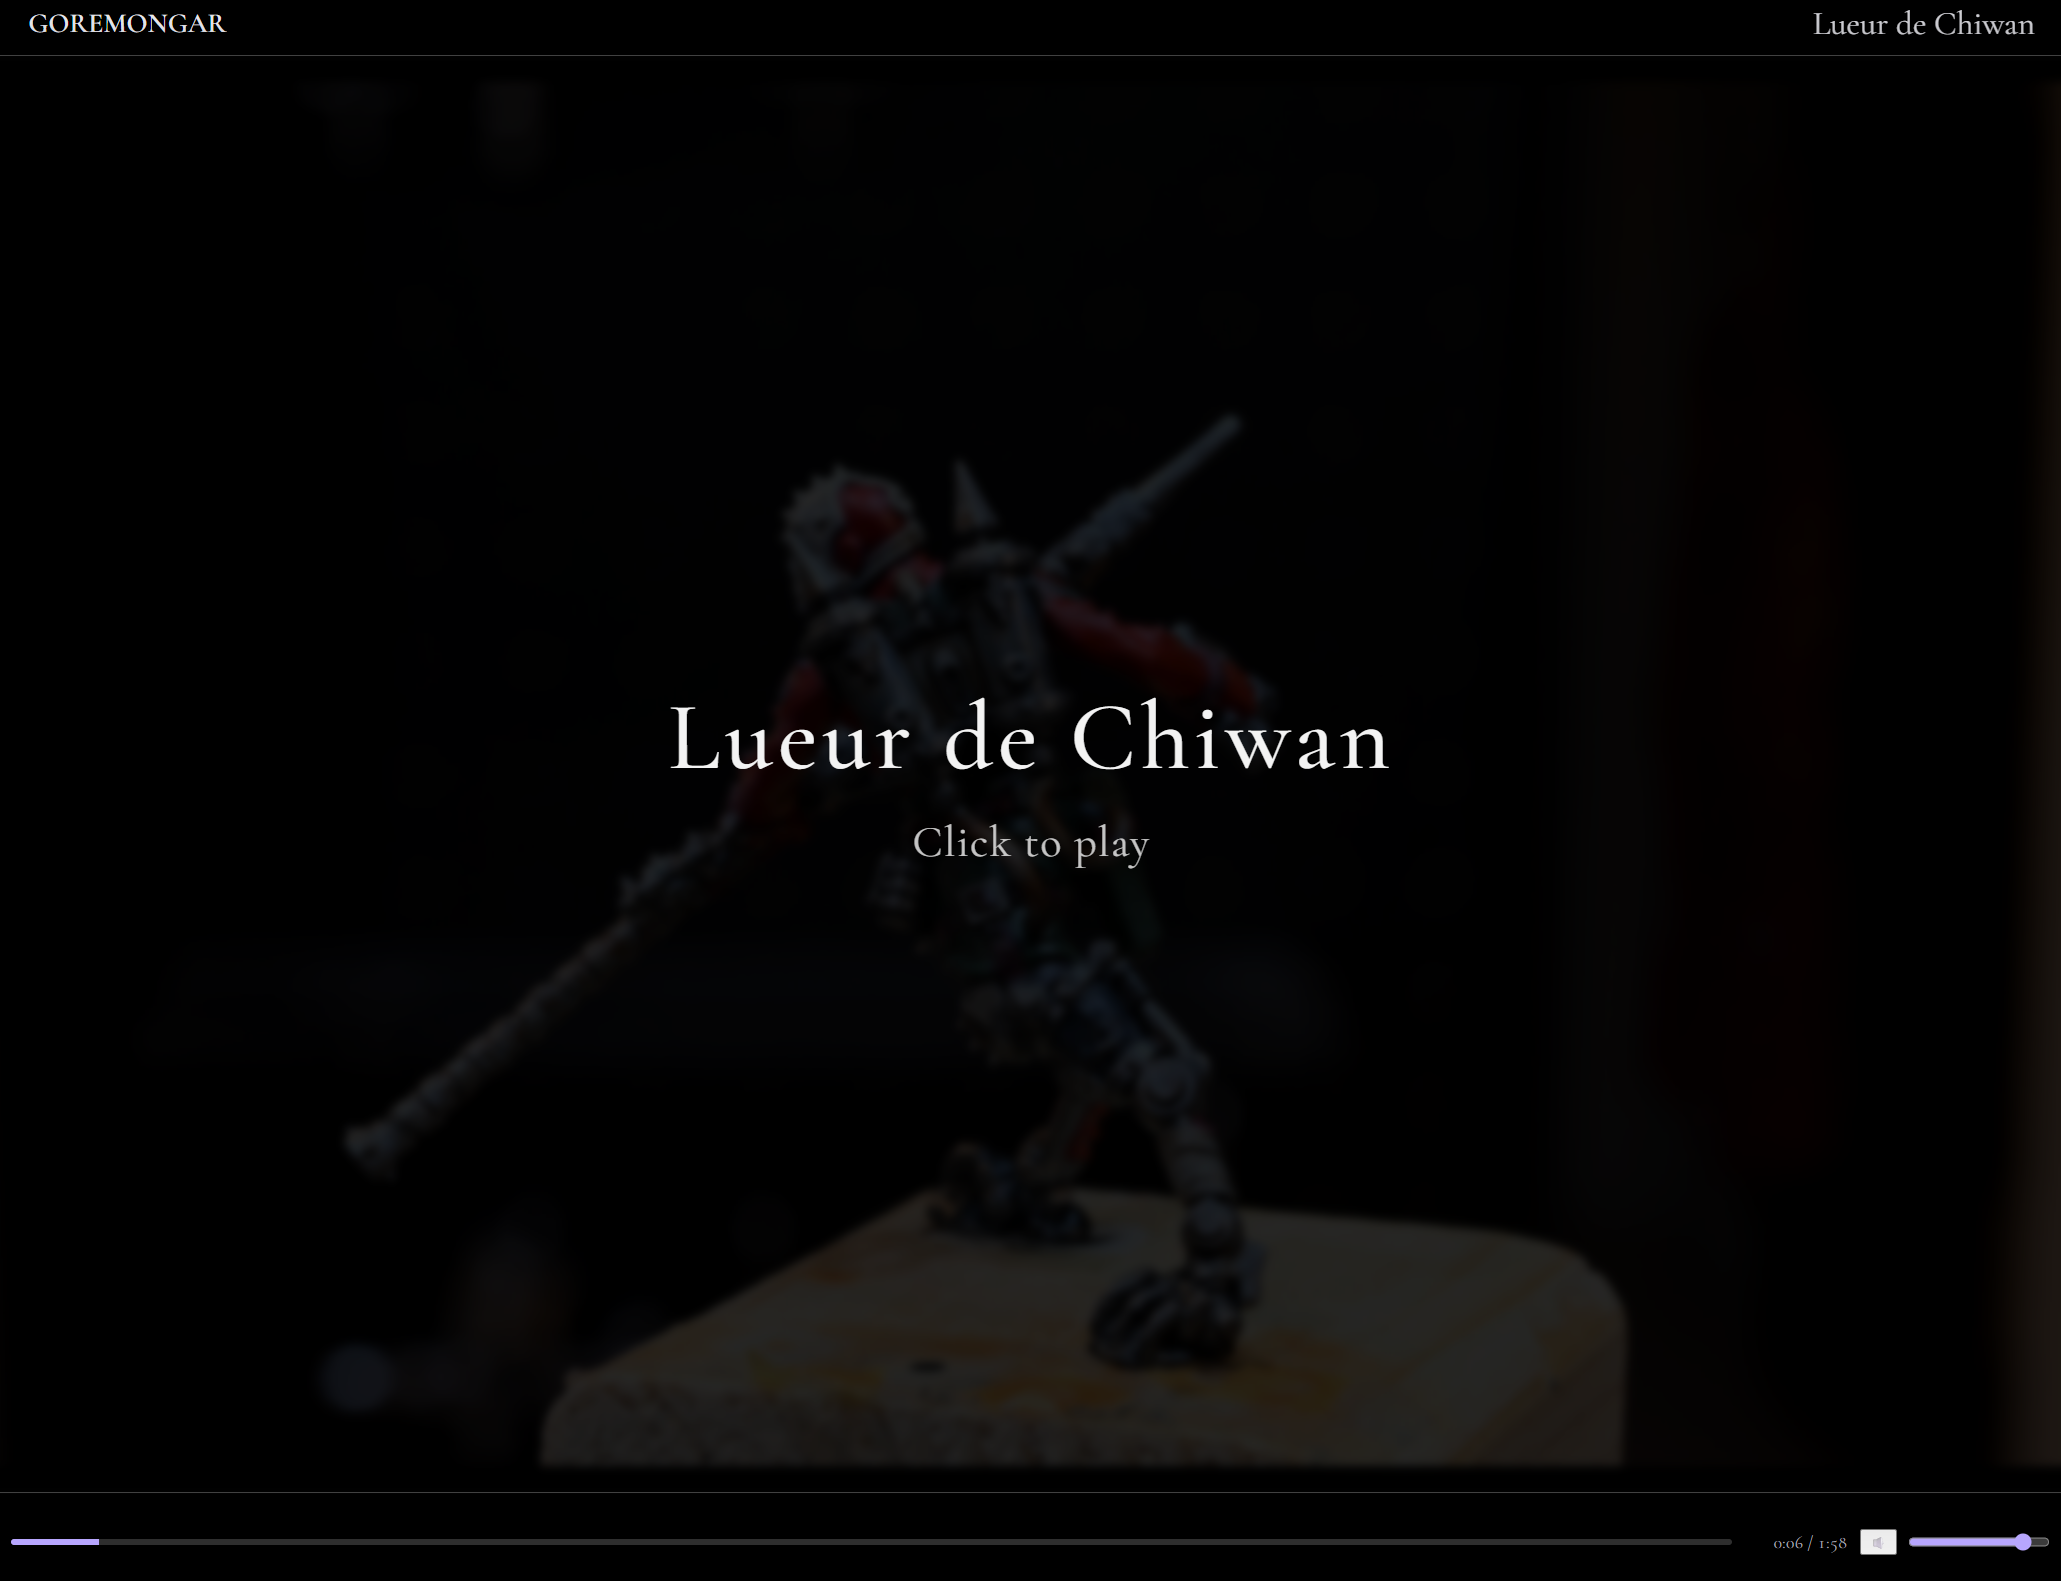 GOREMONGAR
Lueur de Chiwan
Lueur de Chiwan
Click to play
0:06 / 1:58